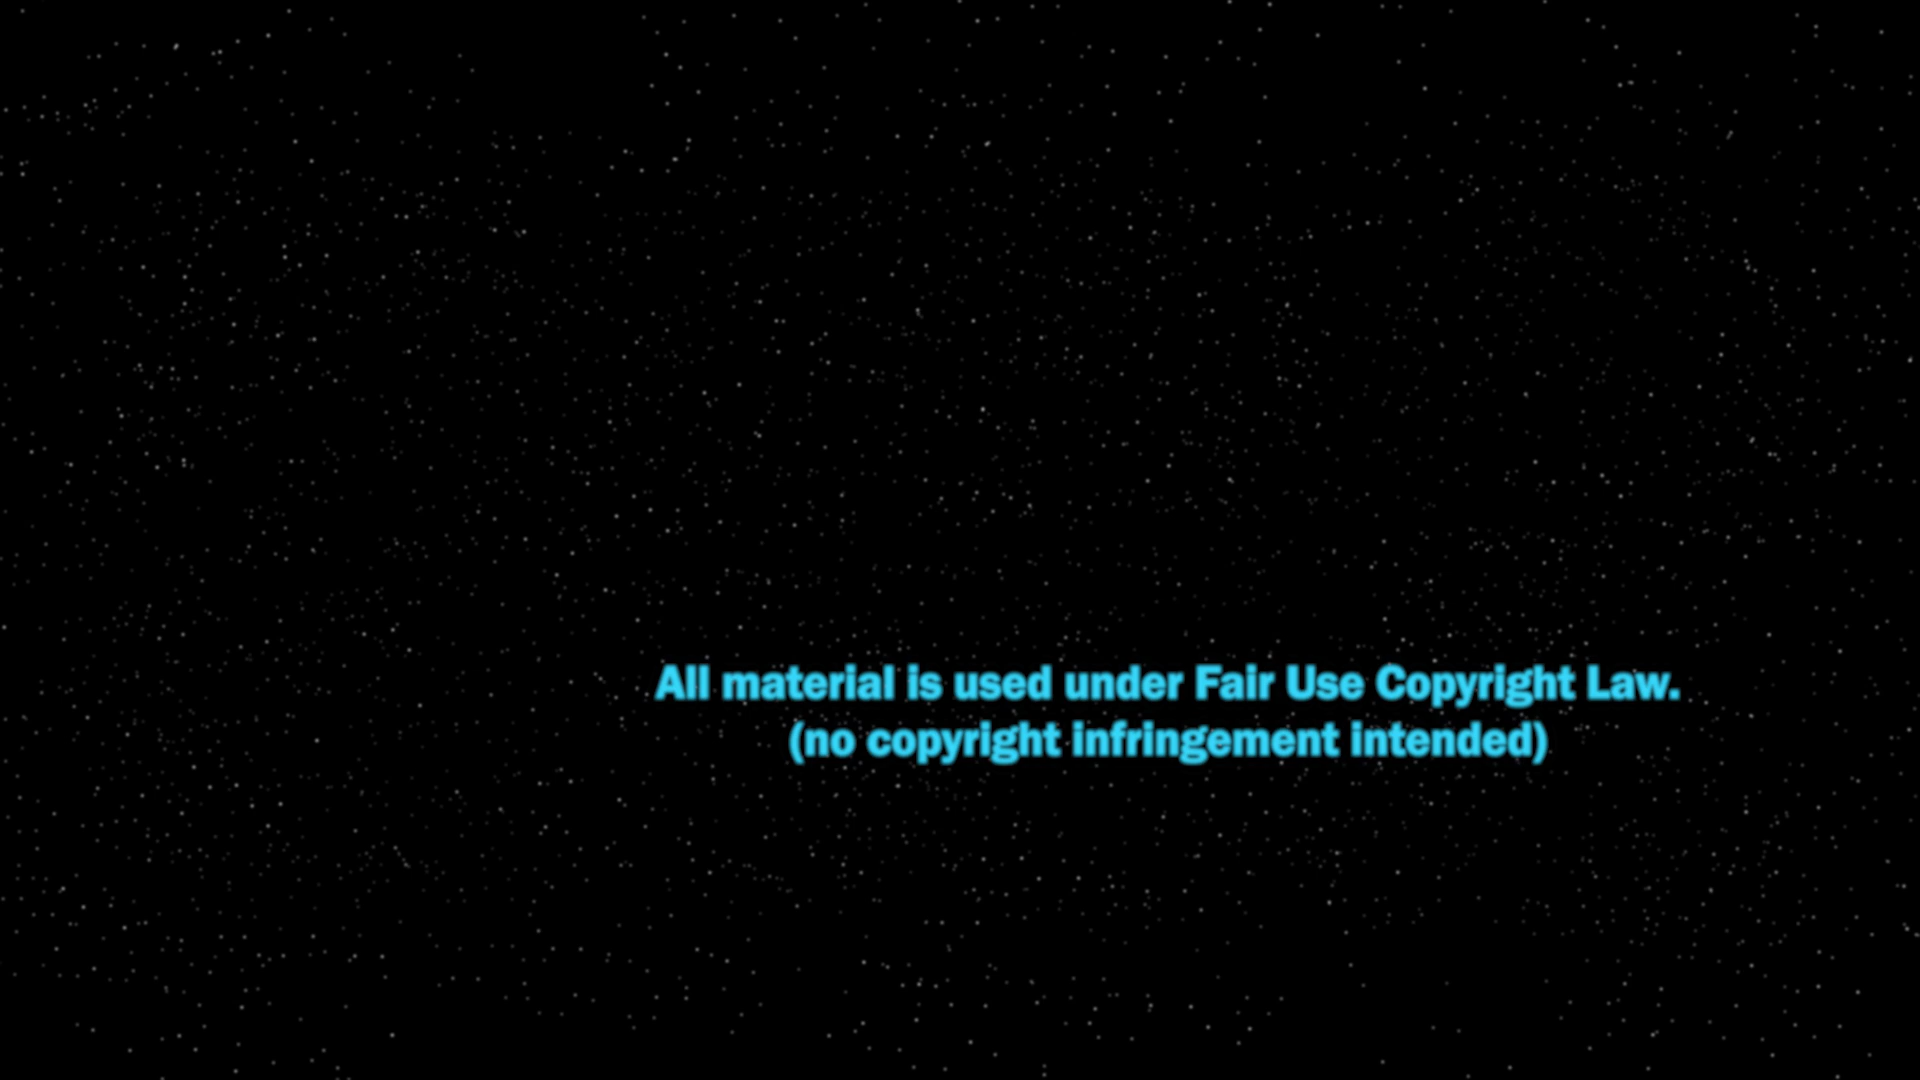 All material is used under Fair Use Copyright Law.
(no copyright infringement intended)